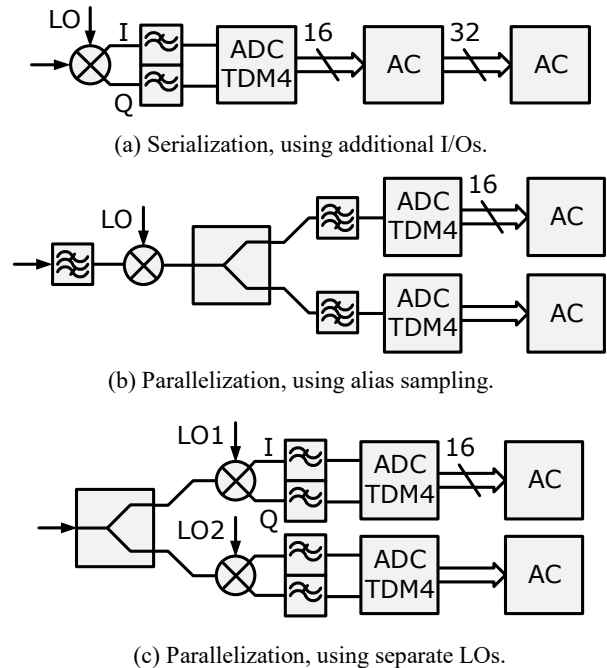 LO
I
Q
ADC
TDM4
16
AC
32
AC
(a) Serialization, using additional I/Os.
LO
ADC
TDM4
16
AC
ADC
TDM4
AC
(b) Parallelization, using alias sampling.
LO1
I
Q
ADC
TDM4
16
AC
LO2
ADC
TDM4
AC
(c) Parallelization, using separate LOs.